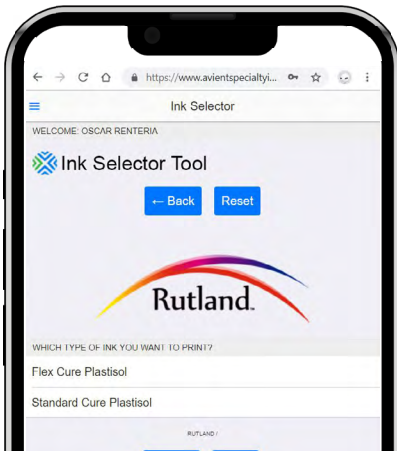 https://www.avientspecialtyi...
Ink Selector
WELCOME: OSCAR RENTERIA
Ink Selector Tool
← Back Reset
Rutland
WHICH TYPE OF INK YOU WANT TO PRINT?
Flex Cure Plastisol
Standard Cure Plastisol
RUTLAND /